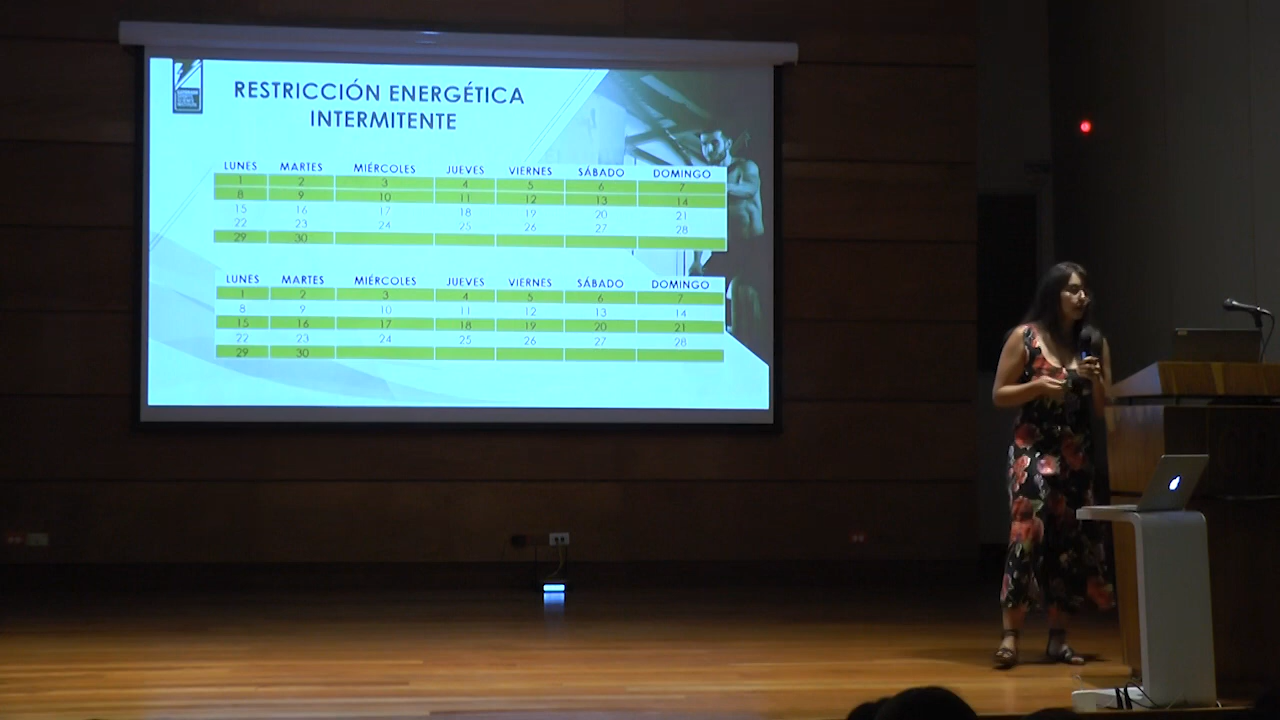 RESTRICCIÓN ENERGÉTICA
INTERMITENTE
LUNES MARTES MIÉRCOLES JUEVES VIERNES SÁBADO DOMINGO
1 2 3 4 5 6 7
8 9 10 11 12 13 14
15 16 17 18 19 20 21
22 23 24 25 26 27 28
29 30
LUNES MARTES MIÉRCOLES JUEVES VIERNES SÁBADO DOMINGO
1 2 3 4 5 6 7
8 9 10 11 12 13 14
15 16 17 18 19 20 21
22 23 24 25 26 27 28
29 30